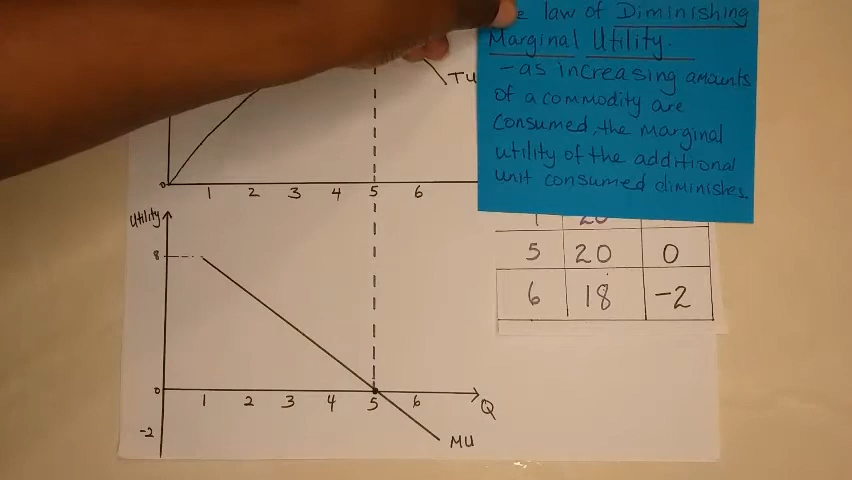 law of Diminishing
Marginal Utility.
- as increasing amounts
of a commodity are
consumed, the marginal
utility of the additional
unit consumed diminishes.
TU
0
1 2 3 4 5 6
Utility
8
0
1 2 3 4 5 6 Q
-2
MU
20
5 20 0
6 18 -2